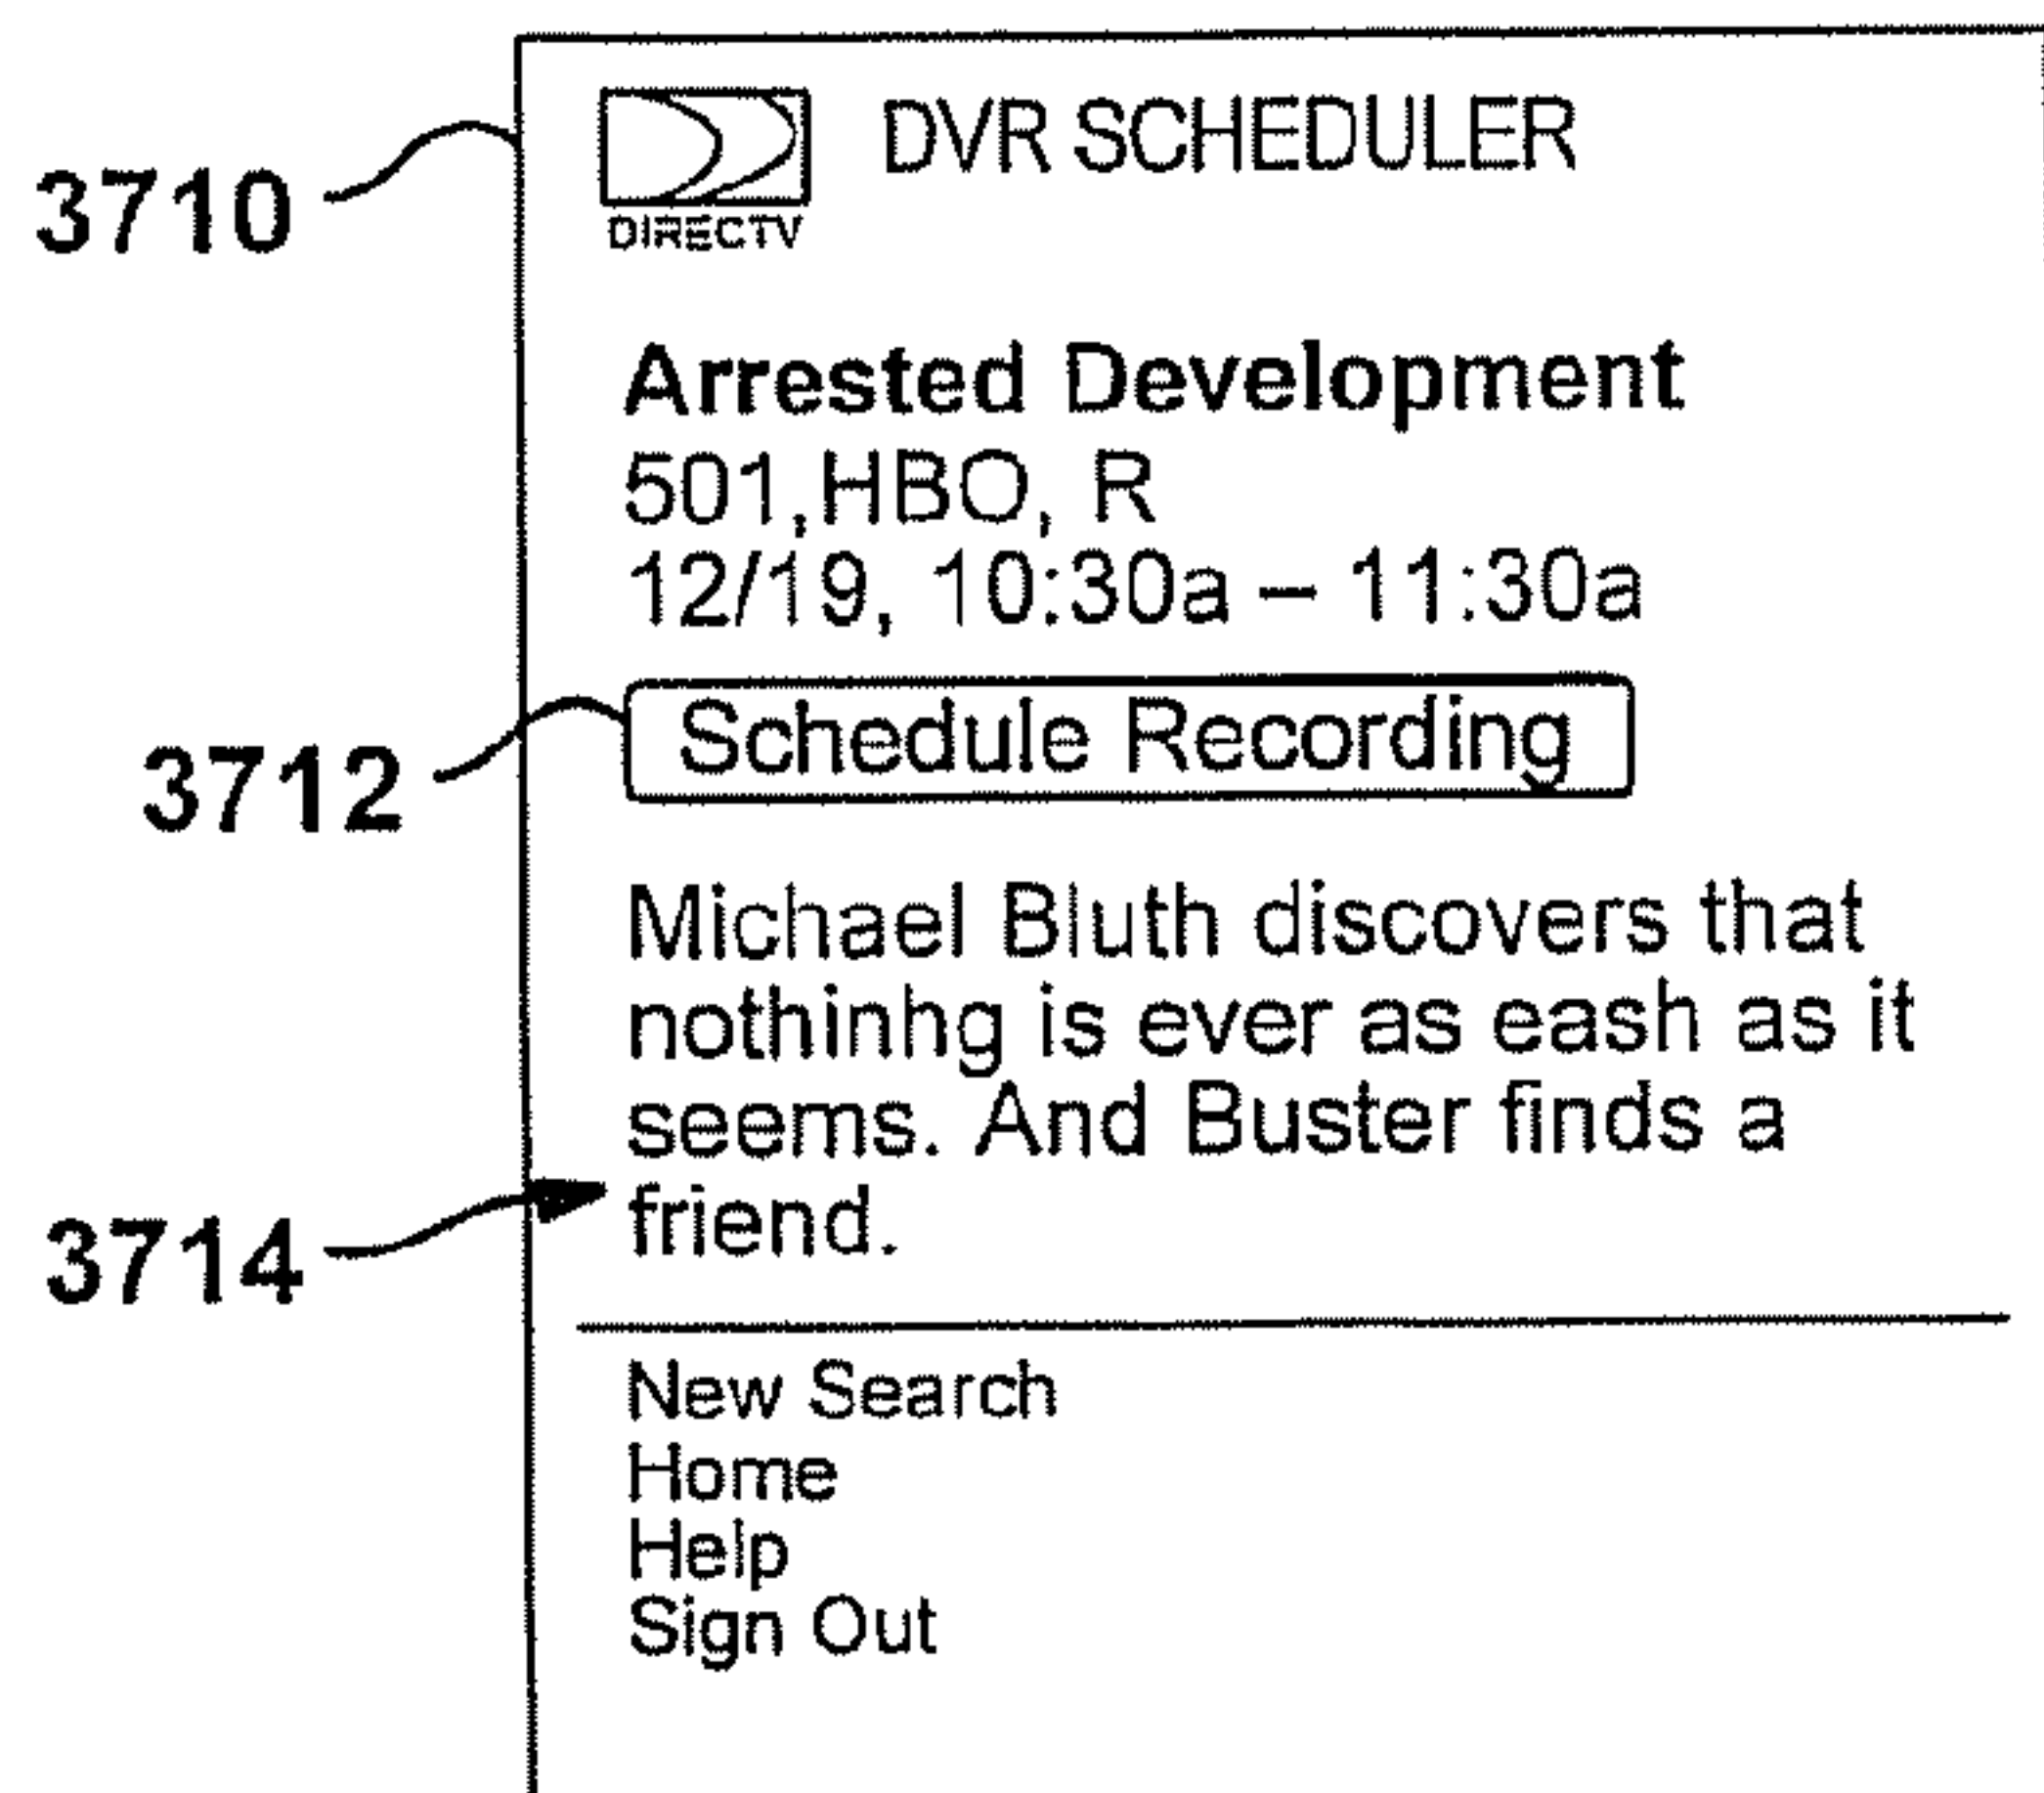 3710
DIRECTV
DVR SCHEDULER
Arrested Development
501,HBO, R
12/19, 10:30a – 11:30a
3712
Schedule Recording
Michael Bluth discovers that
nothinhg is ever as eash as it
seems. And Buster finds a
3714
friend.
New Search
Home
Help
Sign Out